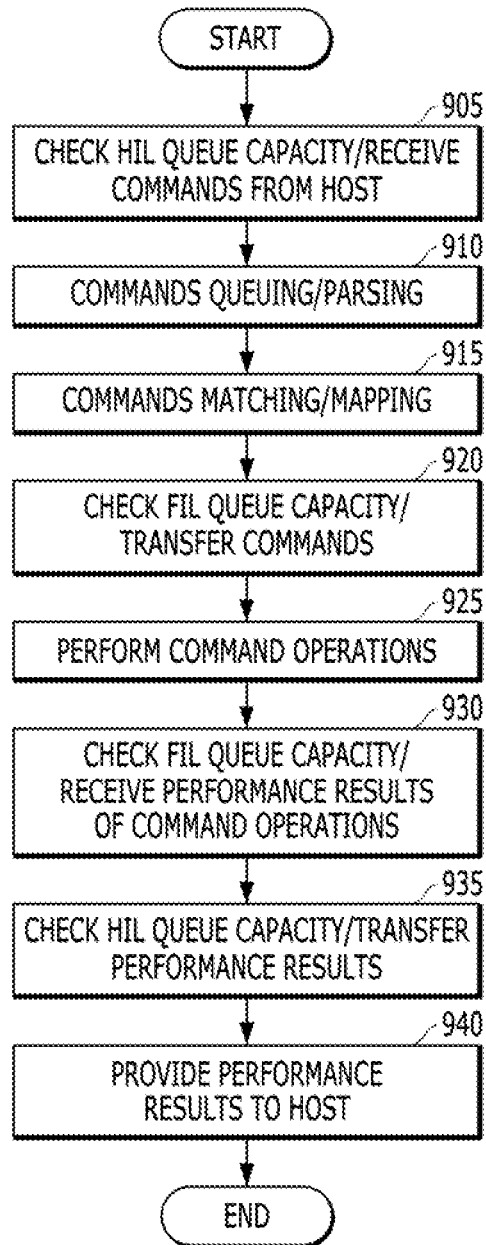 START
905
CHECK HIL QUEUE CAPACITY/RECEIVE
COMMANDS FROM HOST
910
COMMANDS QUEUING/PARSING
915
COMMANDS MATCHING/MAPPING
920
CHECK FIL QUEUE CAPACITY/
TRANSFER COMMANDS
925
PERFORM COMMAND OPERATIONS
930
CHECK FIL QUEUE CAPACITY/
RECEIVE PERFORMANCE RESULTS
OF COMMAND OPERATIONS
935
CHECK HIL QUEUE CAPACITY/TRANSFER
PERFORMANCE RESULTS
940
PROVIDE PERFORMANCE
RESULTS TO HOST
END